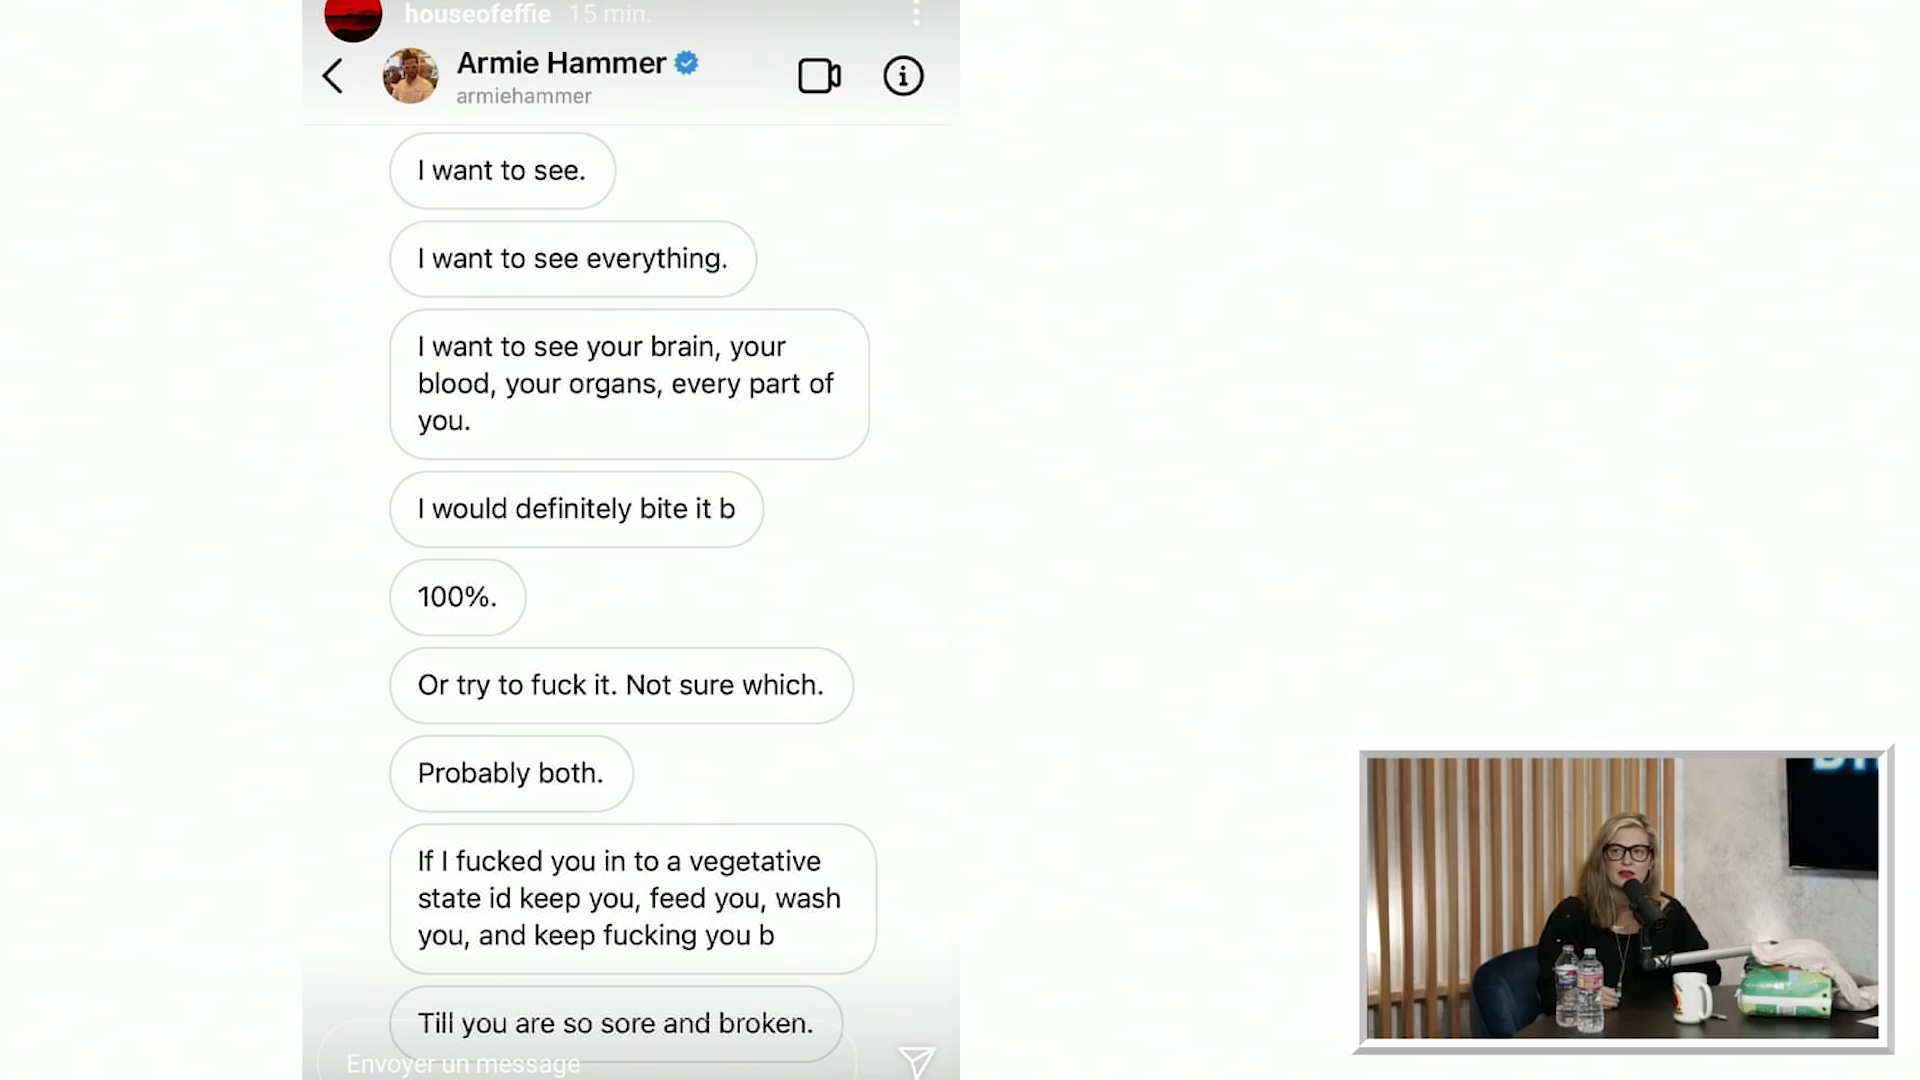 houseofeffie 15 min.
Armie Hammer
armiehammer
I want to see.
I want to see everything.
I want to see your brain, your
blood, your organs, every part of
you.
I would definitely bite it b
100%.
Or try to fuck it. Not sure which.
Probably both.
If I fucked you in to a vegetative
state id keep you, feed you, wash
you, and keep fucking you b
Till you are so sore and broken.
Envoyer un message